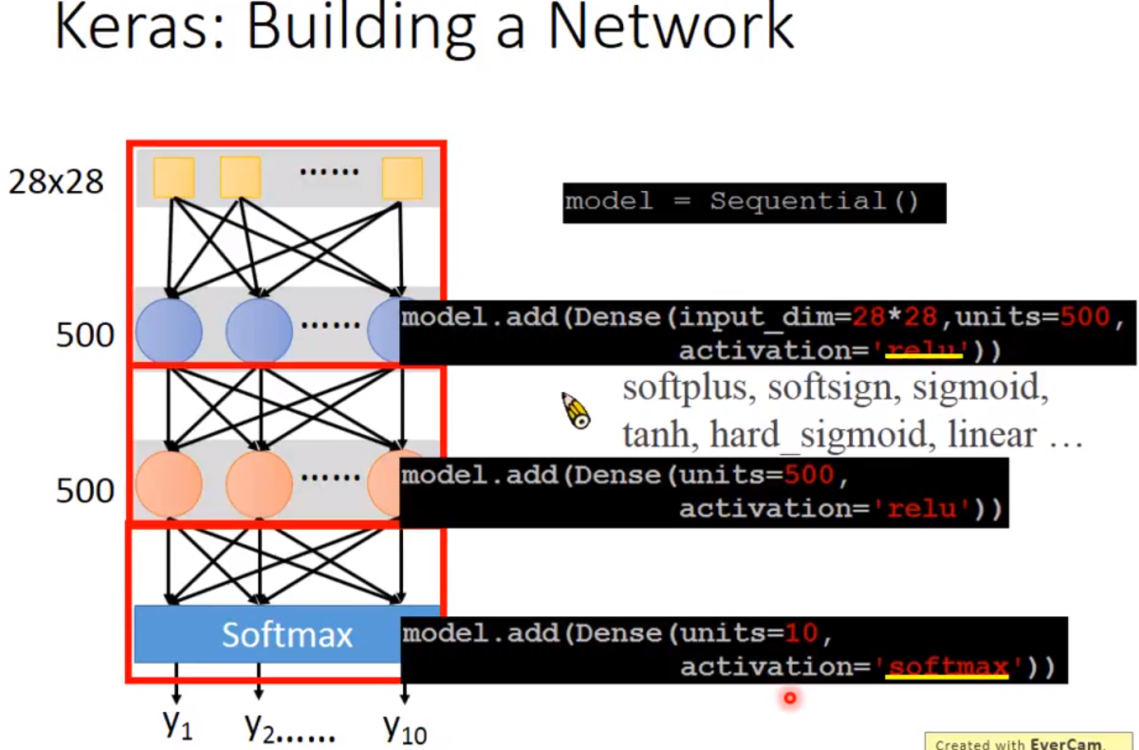 Keras: Building a Network
28x28
......
model = Sequential()
500
......
model.add(Dense(input_dim=28*28,units=500,
activation='relu'))
softplus, softsign, sigmoid,
tanh, hard_sigmoid, linear …
500
......
model.add(Dense(units=500,
activation='relu'))
Softmax
model.add(Dense(units=10,
activation='softmax'))
y1 y2...... y10
Created with EverCam.